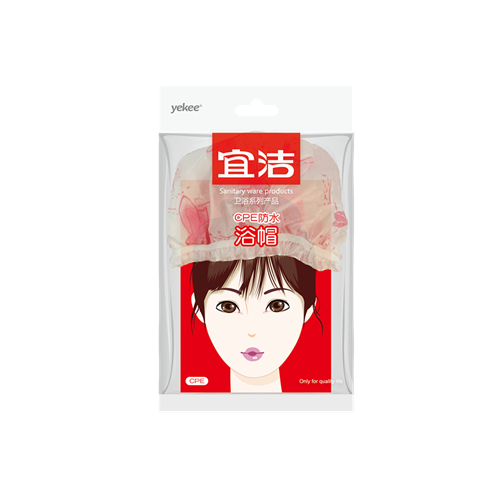 yekee®
宜洁
Sanitary ware products
卫浴系列产品
CPE防水
浴帽
CPE
Only for quality life